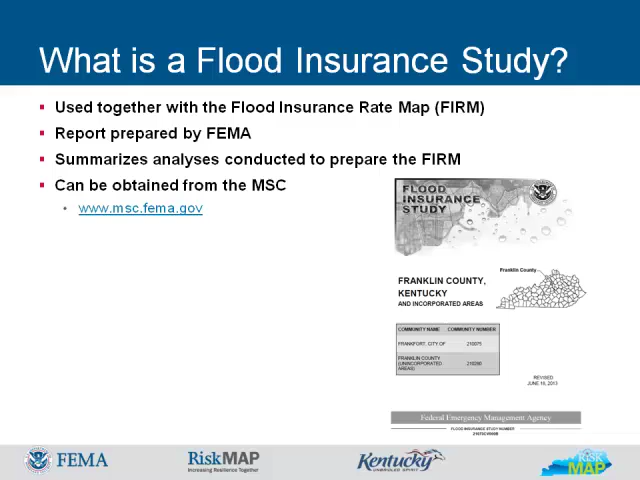 What is a Flood Insurance Study?
Used together with the Flood Insurance Rate Map (FIRM)
Report prepared by FEMA
Summarizes analyses conducted to prepare the FIRM
Can be obtained from the MSC
www.msc.fema.gov
FLOOD
INSURANCE
STUDY
Franklin County
FRANKLIN COUNTY,
KENTUCKY
AND INCORPORATED AREAS
COMMUNITY NAME COMMUNITY NUMBER
FRANKFORT, CITY OF 210075
FRANKLIN COUNTY
(UNINCORPORATED
AREAS) 210280
REVISED
JUNE 16, 2013
Federal Emergency Management Agency
FLOOD INSURANCE STUDY NUMBER
FEMA
RiskMAP
Increasing Resilience Together
Kentucky
UNBRIDLED SPIRIT
RISK
MAP